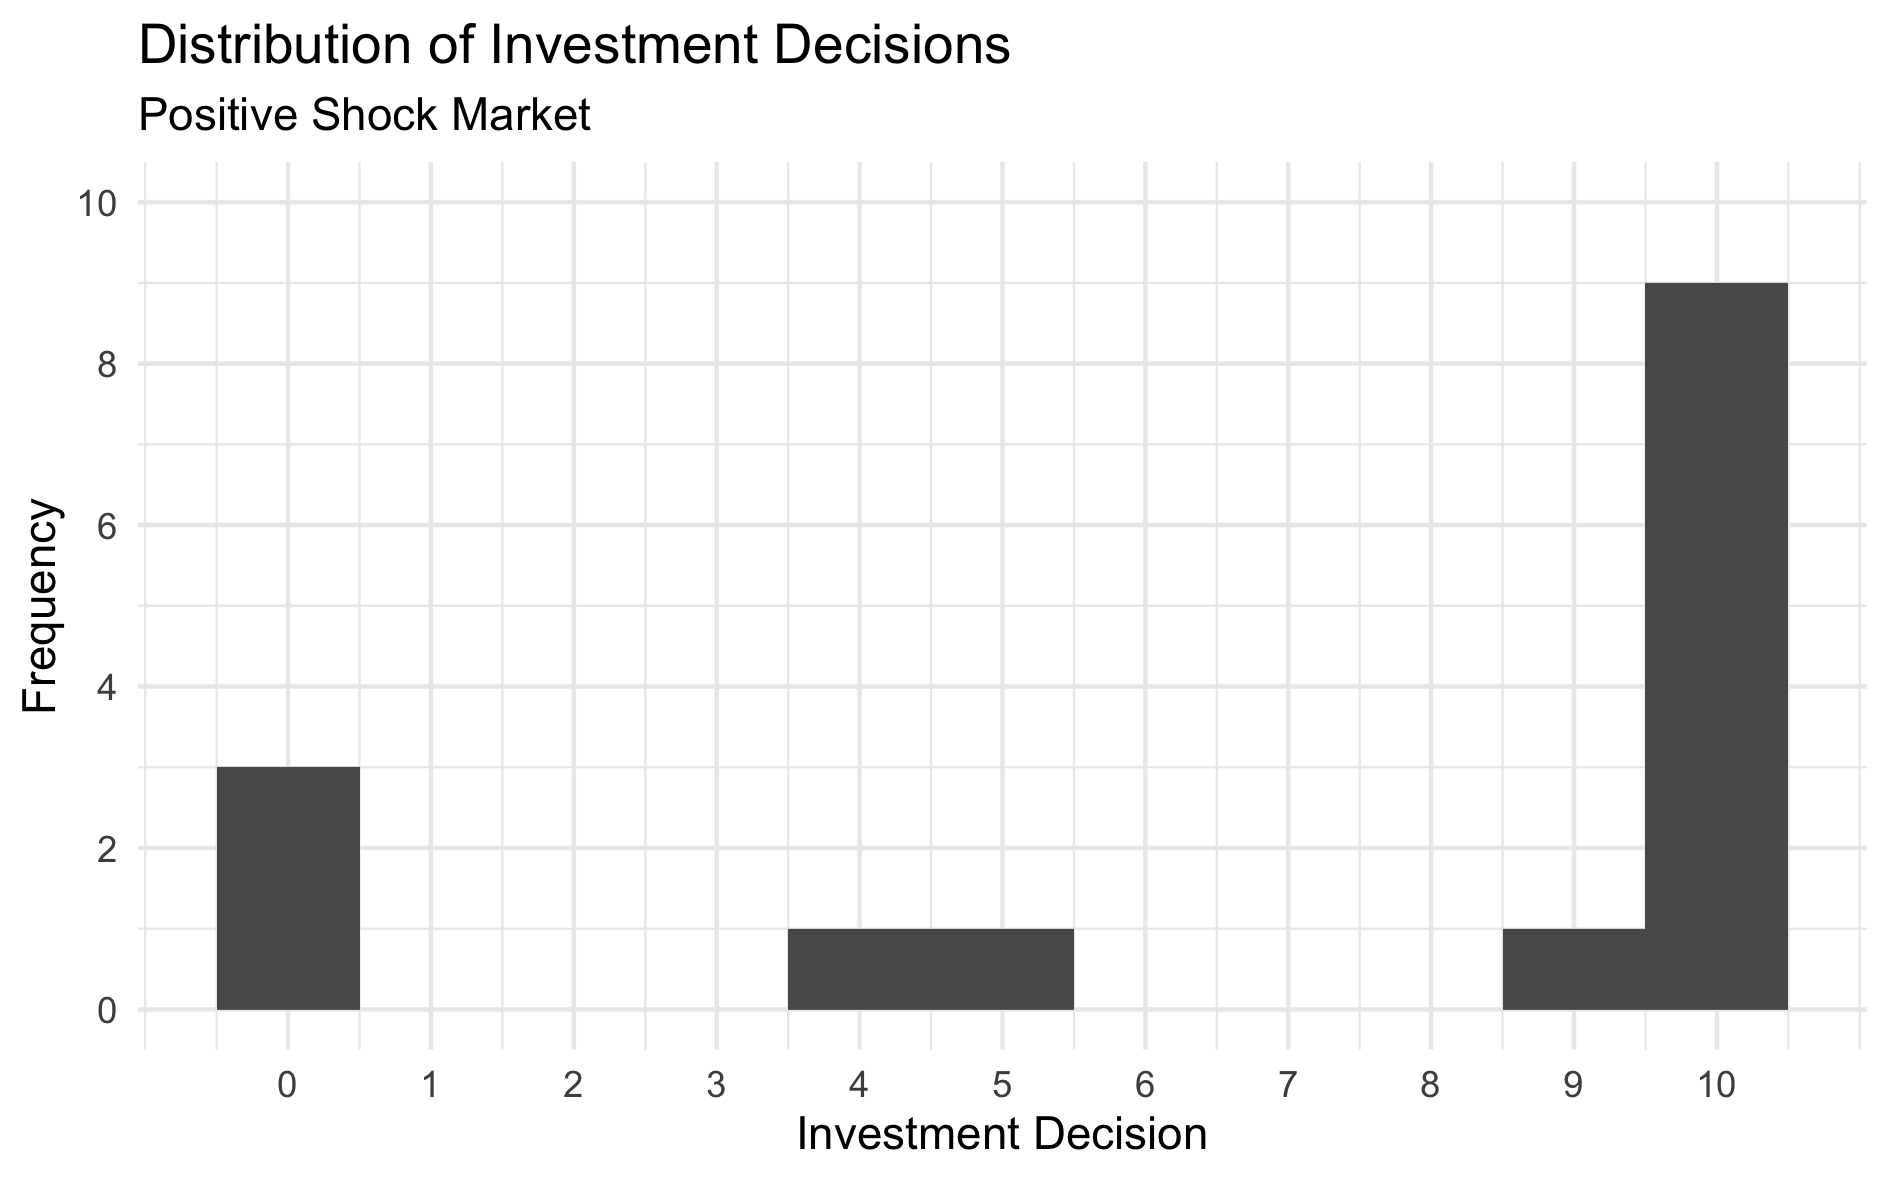 Distribution of Investment Decisions
Positive Shock Market
10
8
6
4
2
0
Frequency
0 1 2 3 4 5 6 7 8 9 10
Investment Decision